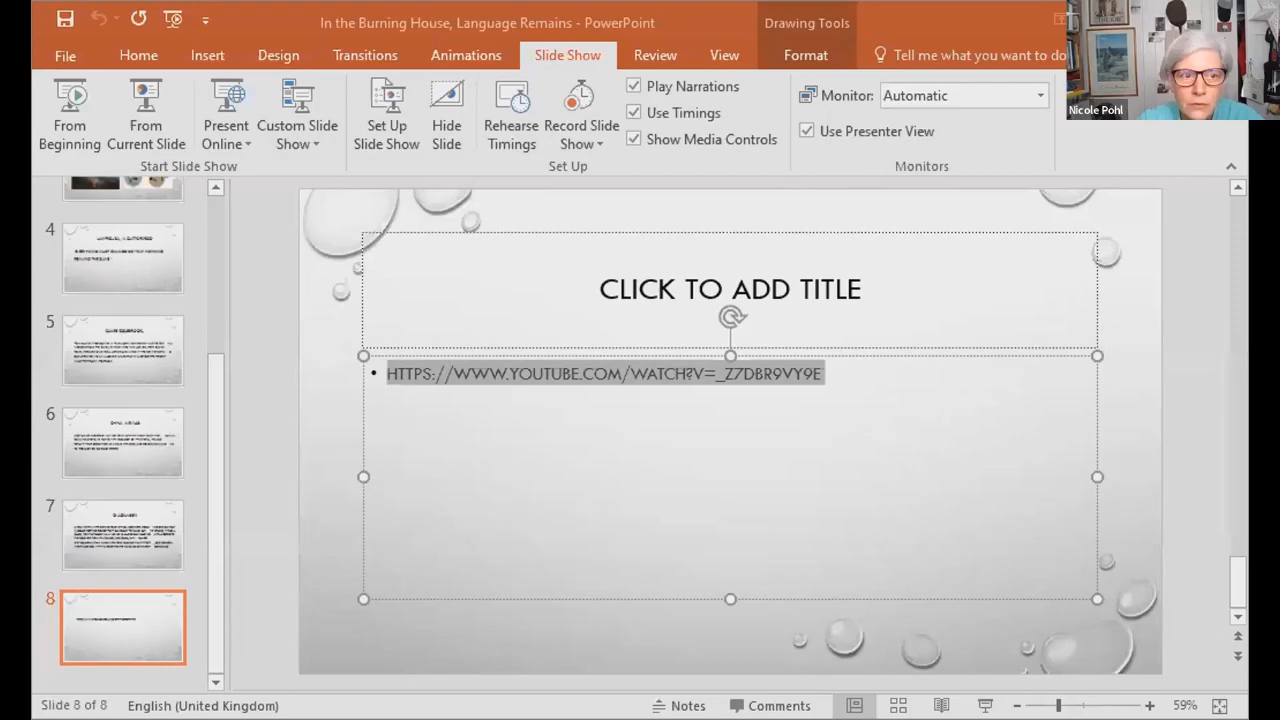 In the Burning House, Language Remains - PowerPoint
Drawing Tools
File Home Insert Design Transitions Animations Slide Show Review View Format Tell me what you want to do
Nicole Pohl
From Beginning
From Current Slide
Present Online
Custom Slide Show
Start Slide Show
Set Up Slide Show
Hide Slide
Rehearse Timings
Record Slide Show
Play Narrations
Use Timings
Show Media Controls
Set Up
Monitor: Automatic
Use Presenter View
Monitors
4
5
6
7
8
CLICK TO ADD TITLE
• HTTPS://WWW.YOUTUBE.COM/WATCH?V=_Z7DBR9VY9E
Slide 8 of 8 English (United Kingdom) Notes Comments 59%